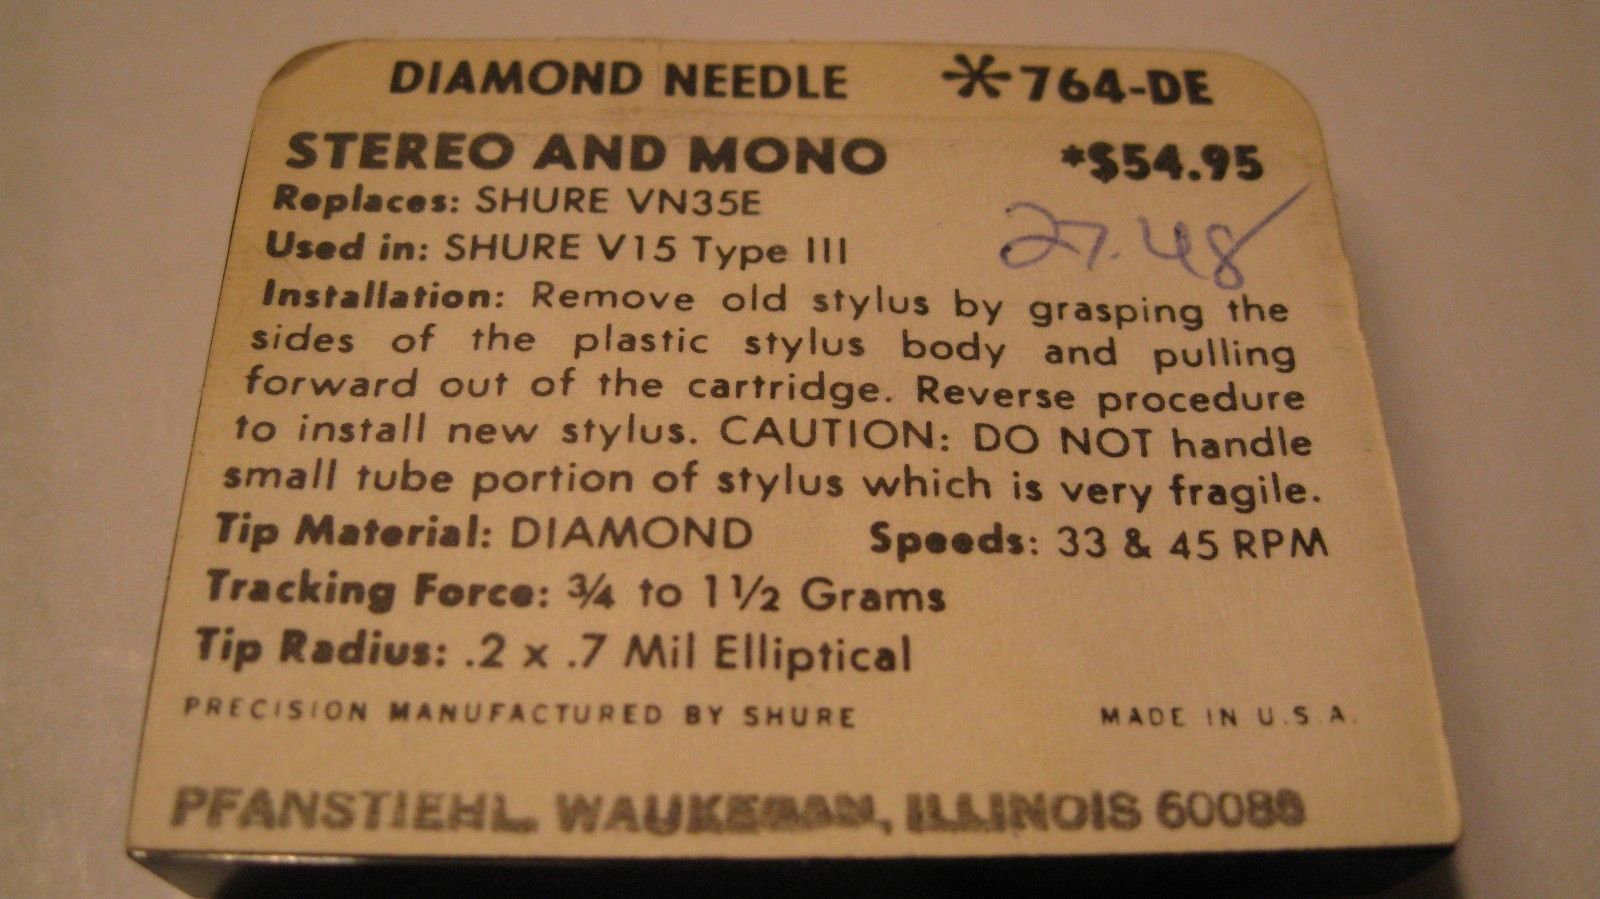 DIAMOND NEEDLE *764-DE
STEREO AND MONO *$54.95
Replaces: SHURE VN35E
27.48
Used in: SHURE V15 Type III
Installation: Remove old stylus by grasping the
sides of the plastic stylus body and pulling
forward out of the cartridge. Reverse procedure
to install new stylus. CAUTION: DO NOT handle
small tube portion of stylus which is very fragile.
Tip Material: DIAMOND Speeds: 33 & 45 RPM
Tracking Force: ¾ to 1½ Grams
Tip Radius: .2 x .7 Mil Elliptical
PRECISION MANUFACTURED BY SHURE MADE IN U.S.A.
PFANSTIEHL, WAUKEGAN, ILLINOIS